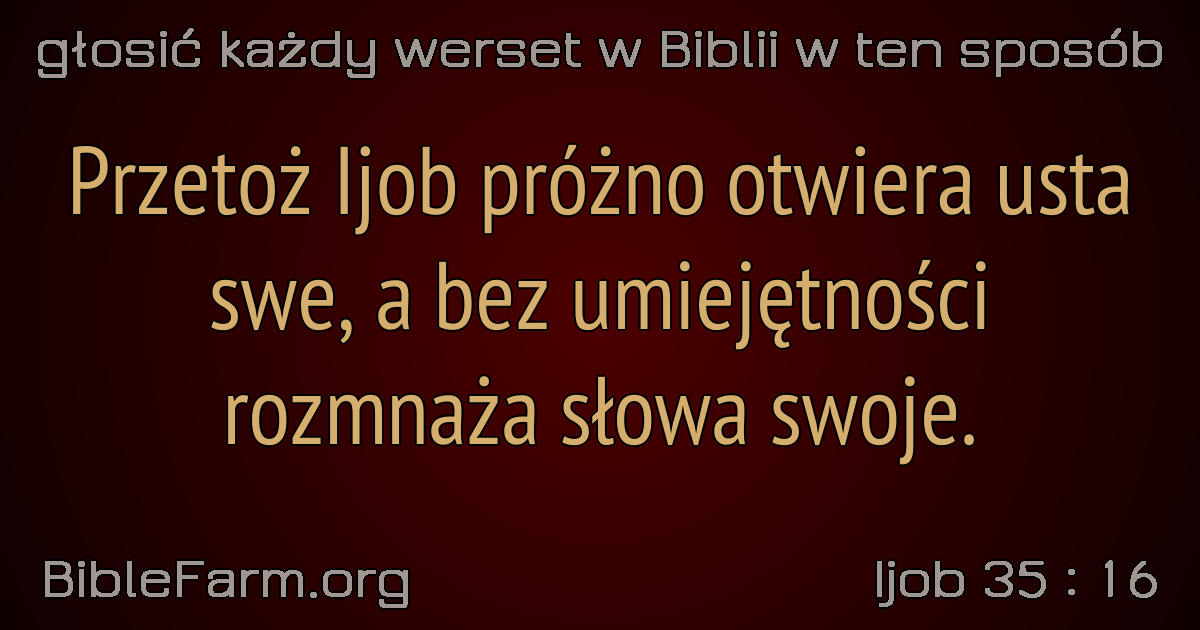 głosić każdy werset w Biblii w ten sposób
Przetoż Ijob próżno otwiera usta
swe, a bez umiejętności
rozmnaża słowa swoje.
BibleFarm.org
Ijob 35 : 16